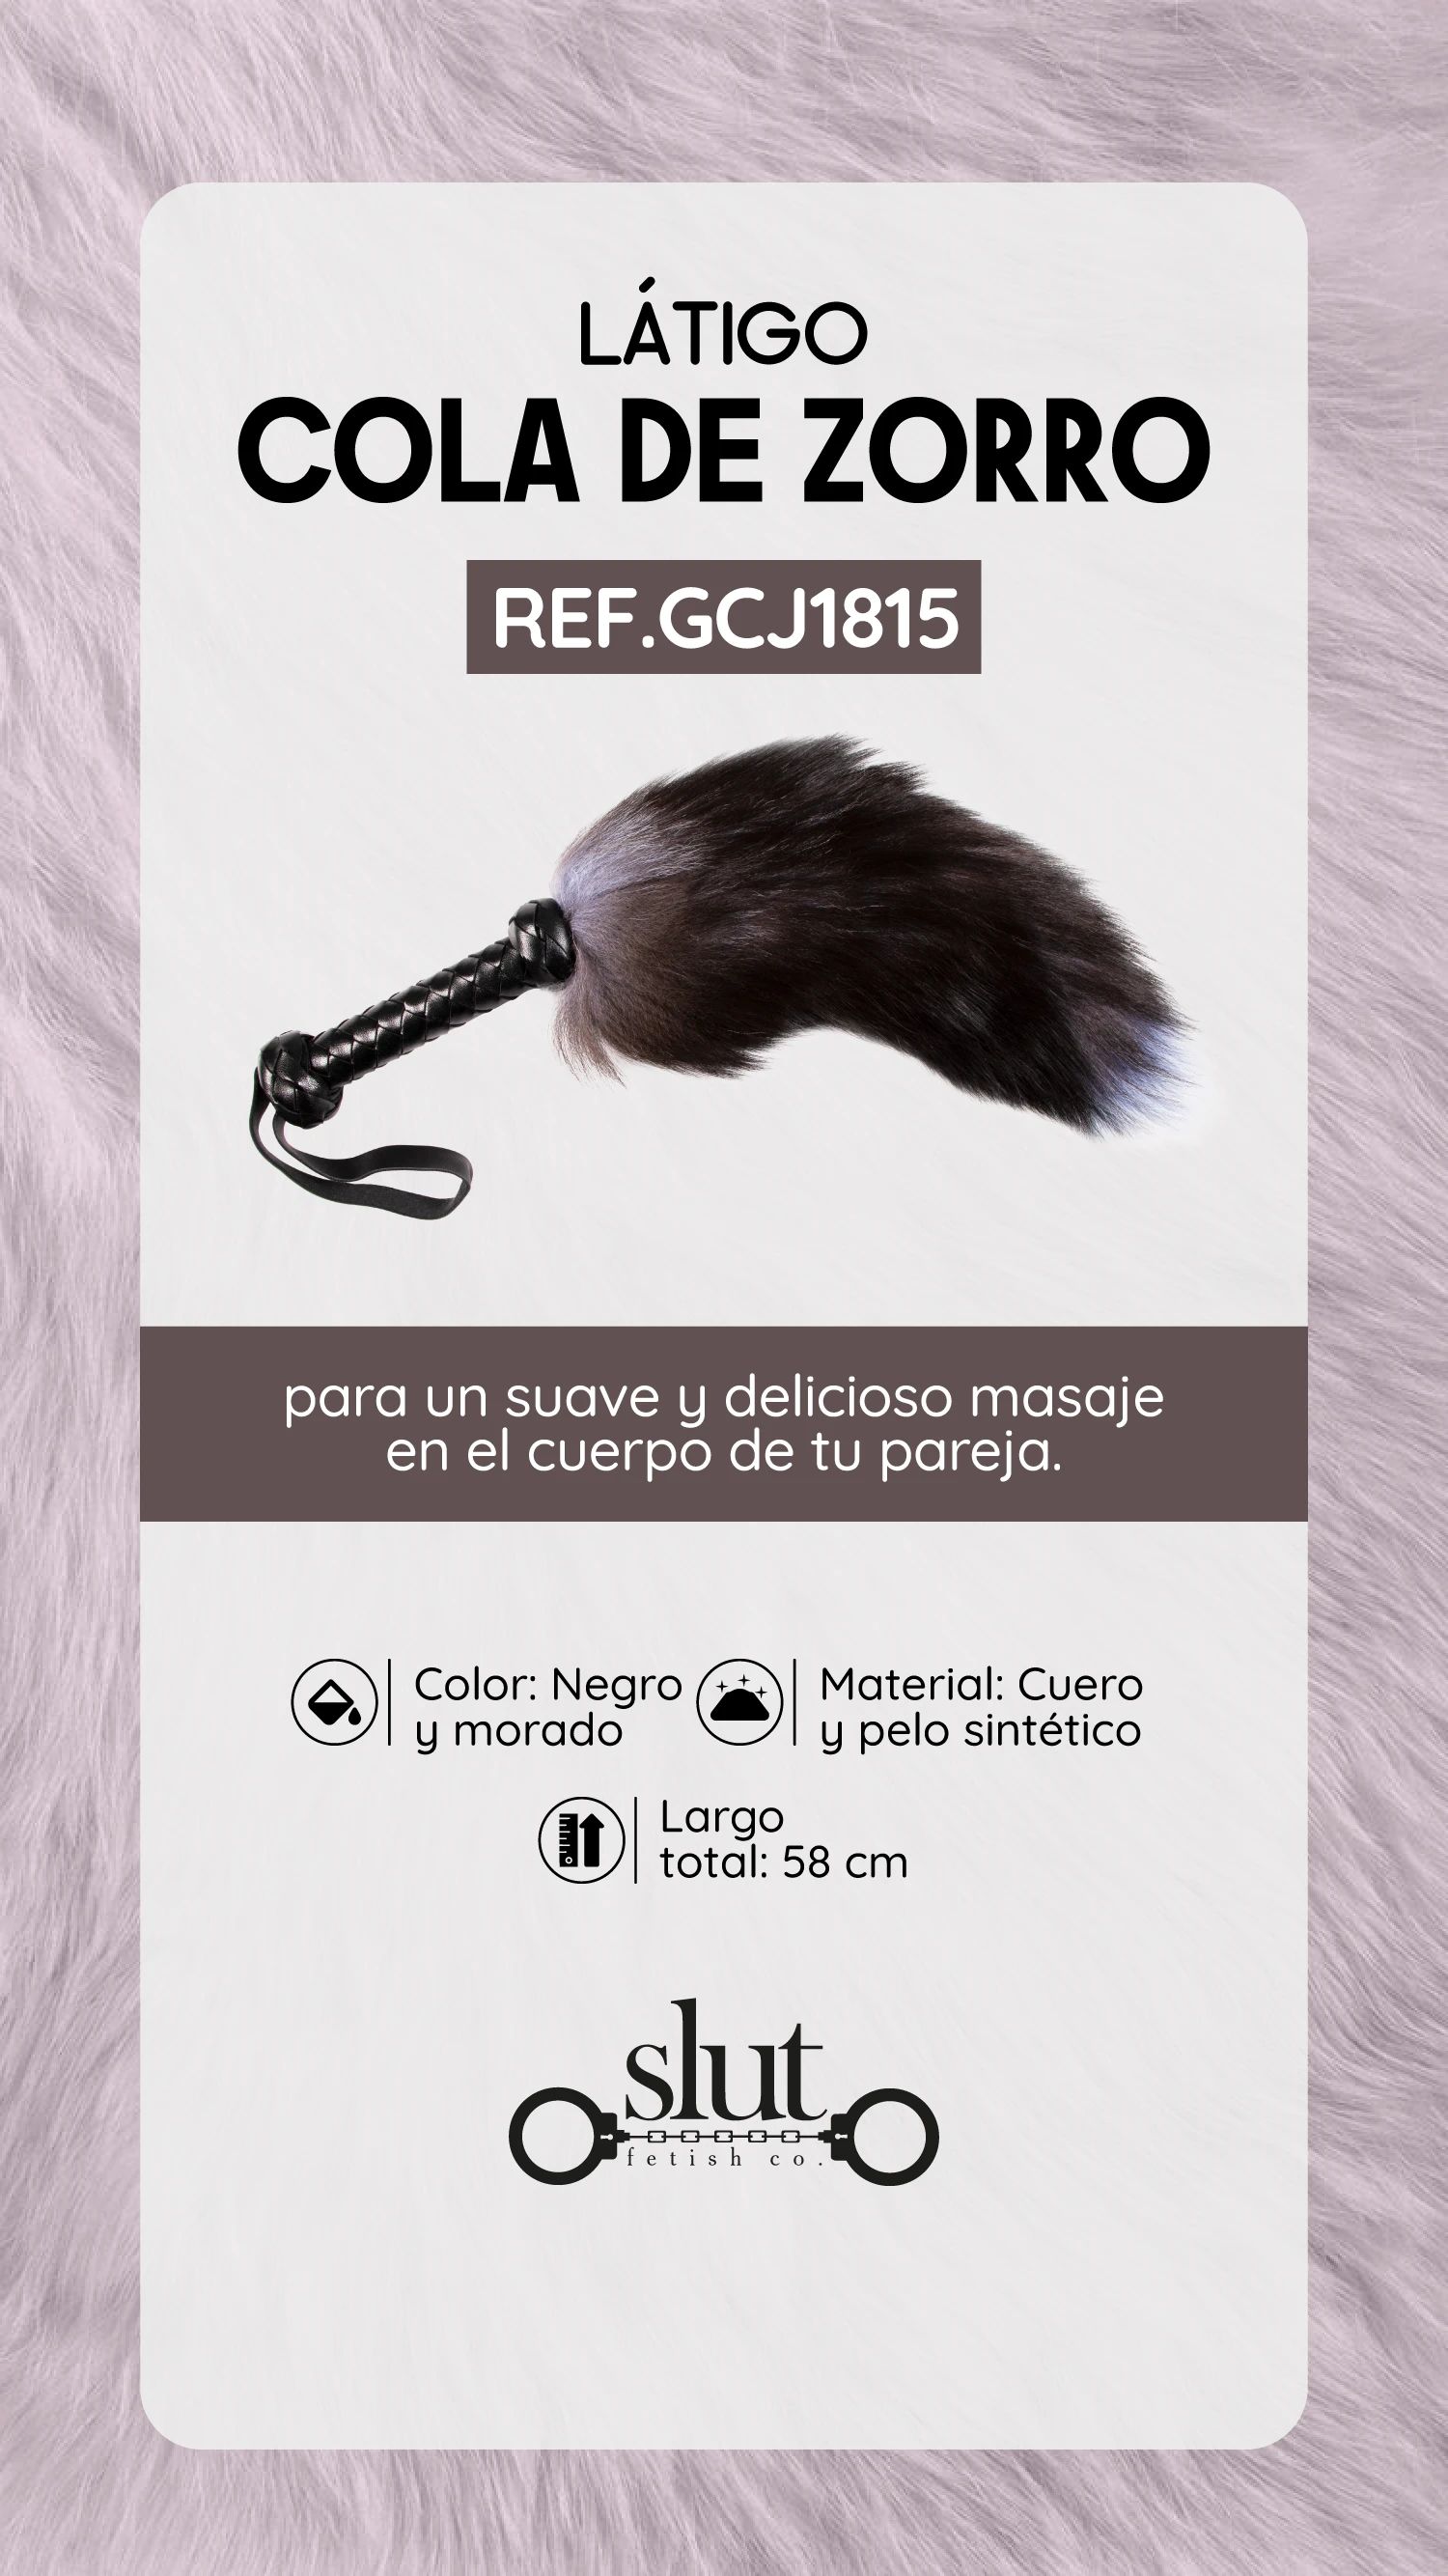 LÁTIGO
COLA DE ZORRO
REF.GCJ1815
para un suave y delicioso masaje
en el cuerpo de tu pareja.
Color: Negro
y morado
Material: Cuero
y pelo sintético
Largo
total: 58 cm
slut
fetish co.